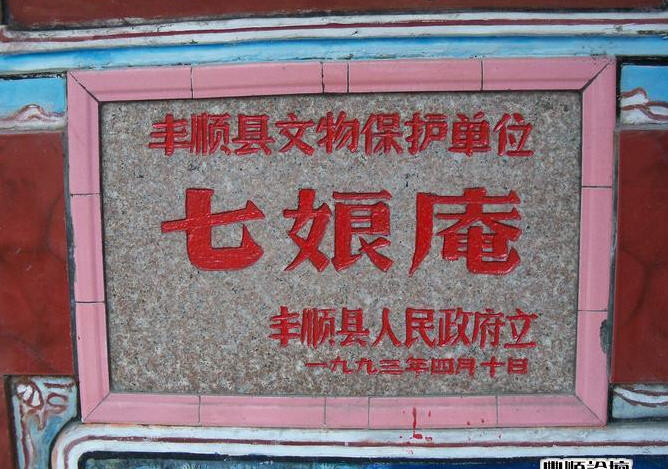 丰顺县文物保护单位
七娘庵
丰顺县人民政府立
一九九三年四月十日